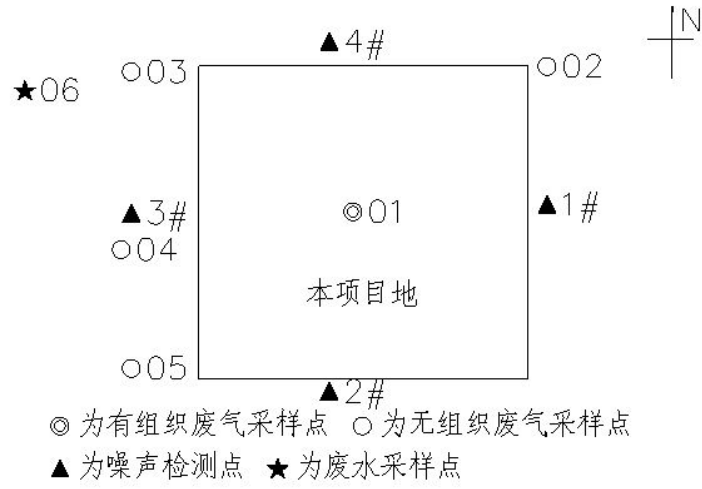 N
▲4#
○03
○02
★06
▲3#
◎01
▲1#
○04
本项目地
○05
▲2#
◎为有组织废气采样点 ○为无组织废气采样点
▲为噪声检测点 ★为废水采样点